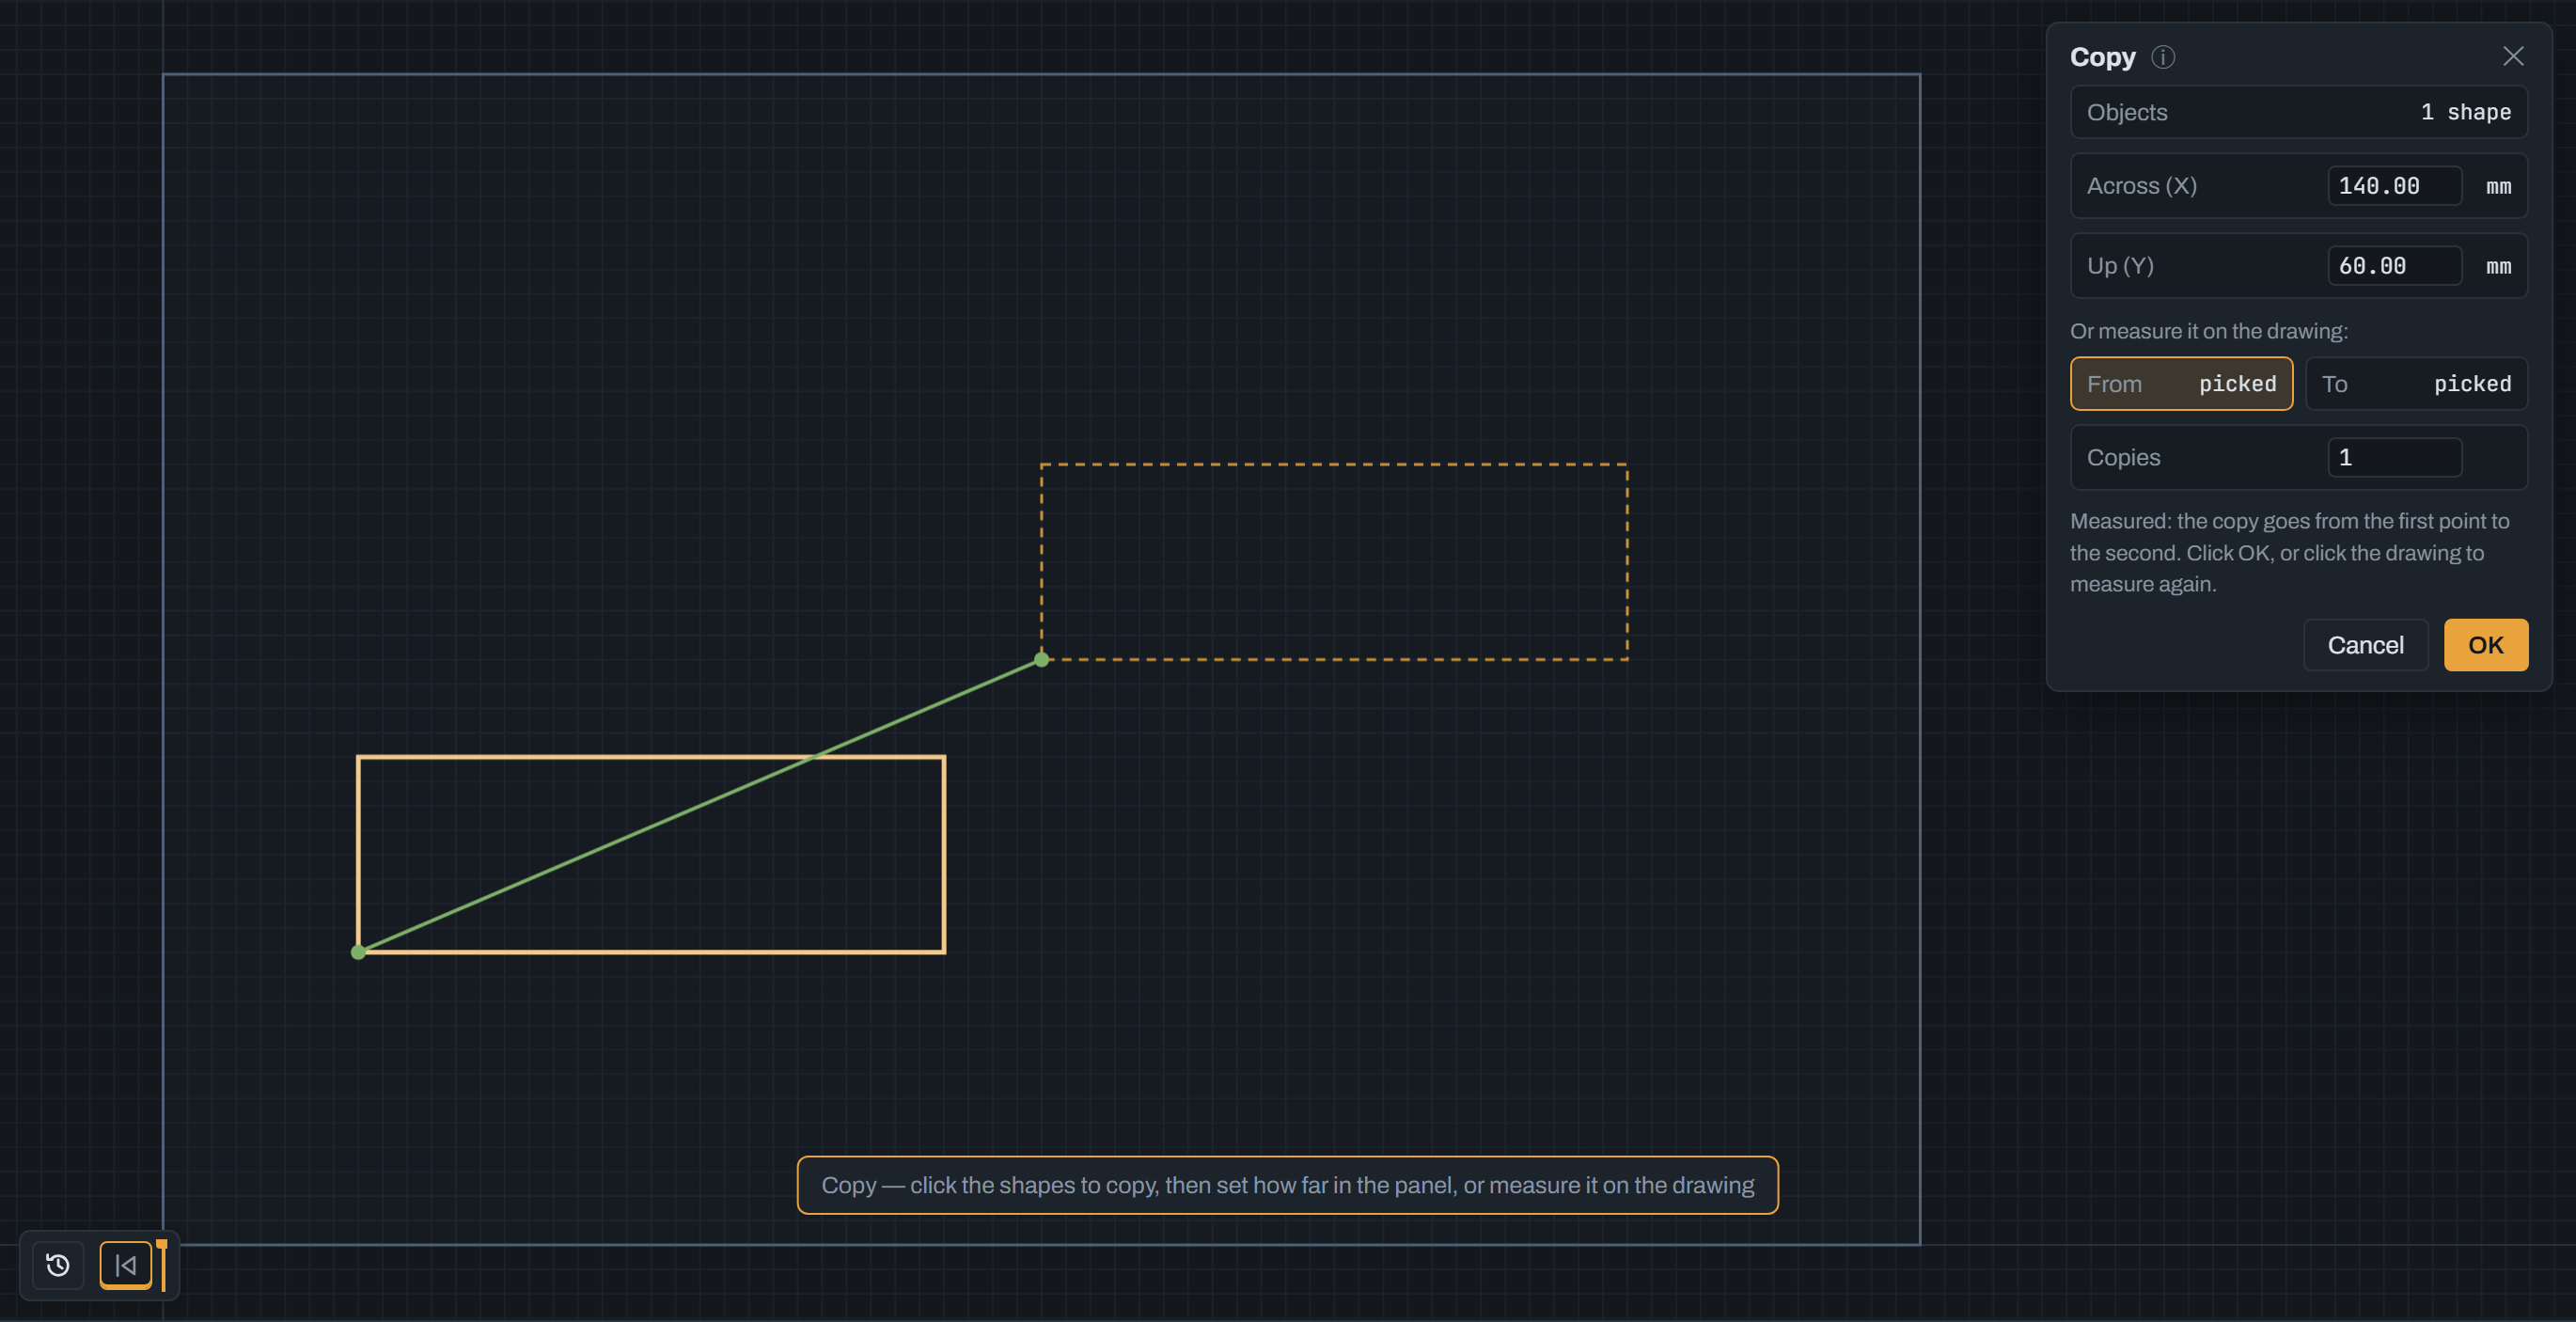 Copy
Objects 1 shape
Across (X) 140.00 mm
Up (Y) 60.00 mm
Or measure it on the drawing:
From picked To picked
Copies 1
Measured: the copy goes from the first point to
the second. Click OK, or click the drawing to
measure again.
Cancel OK
Copy — click the shapes to copy, then set how far in the panel, or measure it on the drawing